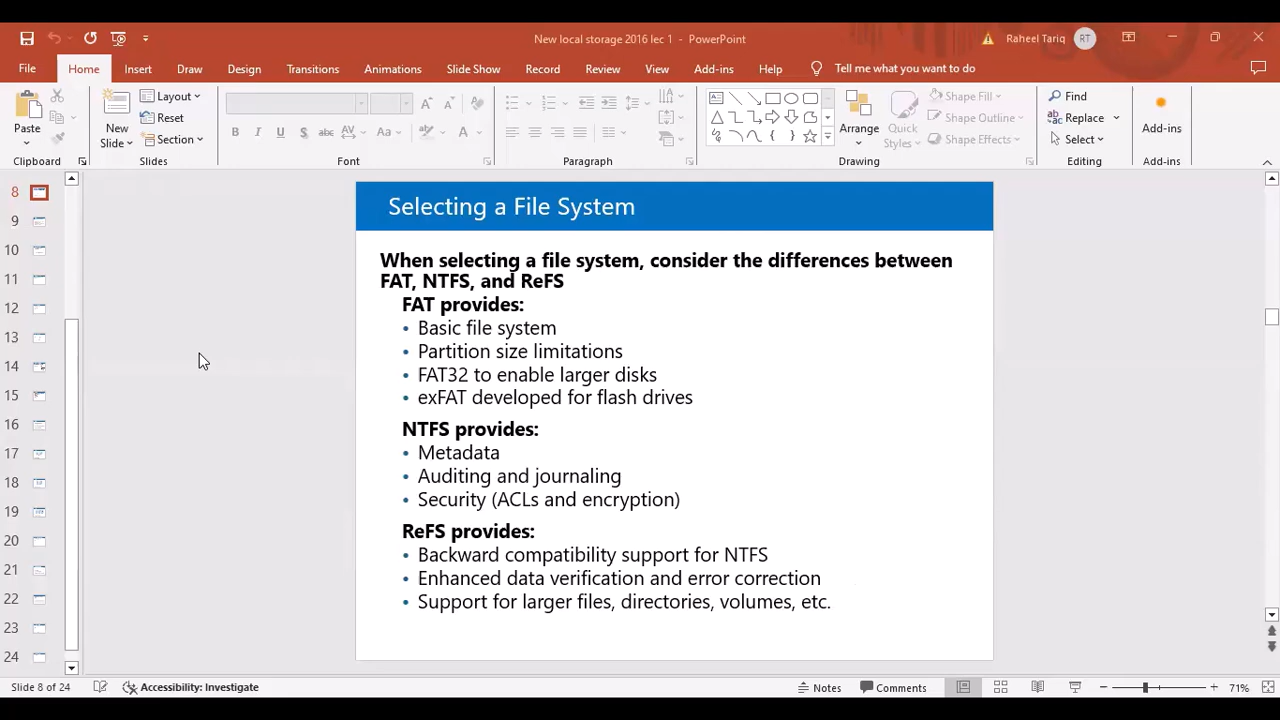 New local storage 2016 lec 1 - PowerPoint
Raheel Tariq
RT
File Home Insert Draw Design Transitions Animations Slide Show Record Review View Add-ins Help Tell me what you want to do
Paste
Clipboard
New Slide
Layout
Reset
Section
Slides
B I U S abc AV Aa A
Font
Paragraph
Arrange
Quick Styles
Shape Fill
Shape Outline
Shape Effects
Drawing
Find
Replace
Select
Editing
Add-ins
Add-ins
8
9
10
11
12
13
14
15
16
17
18
19
20
21
22
23
24
Selecting a File System
When selecting a file system, consider the differences between
FAT, NTFS, and ReFS
FAT provides:
• Basic file system
• Partition size limitations
• FAT32 to enable larger disks
• exFAT developed for flash drives
NTFS provides:
• Metadata
• Auditing and journaling
• Security (ACLs and encryption)
ReFS provides:
• Backward compatibility support for NTFS
• Enhanced data verification and error correction
• Support for larger files, directories, volumes, etc.
Slide 8 of 24 Accessibility: Investigate Notes Comments 71%